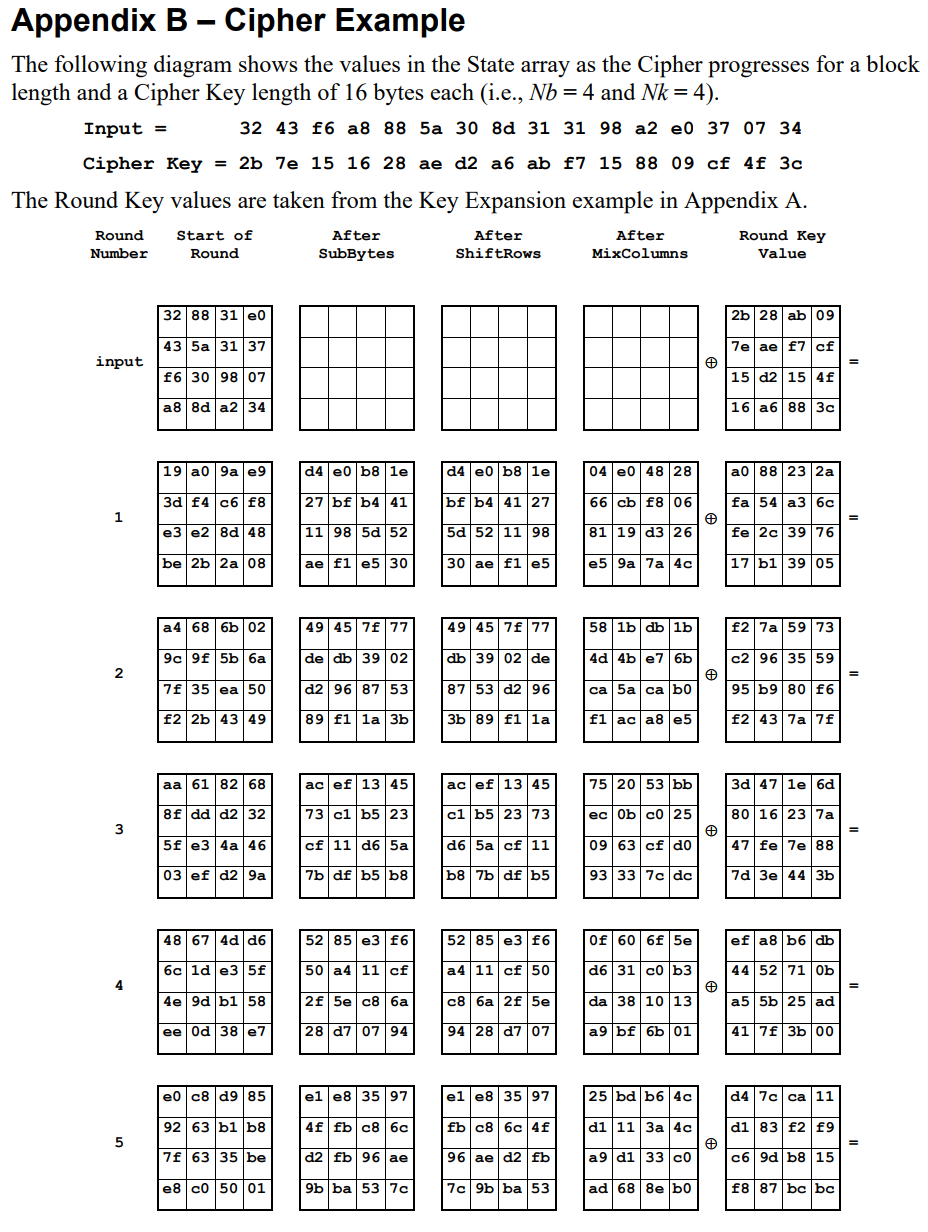 Appendix B – Cipher Example
The following diagram shows the values in the State array as the Cipher progresses for a block
length and a Cipher Key length of 16 bytes each (i.e., Nb = 4 and Nk = 4).
Input = 32 43 f6 a8 88 5a 30 8d 31 31 98 a2 e0 37 07 34
Cipher Key = 2b 7e 15 16 28 ae d2 a6 ab f7 15 88 09 cf 4f 3c
The Round Key values are taken from the Key Expansion example in Appendix A.
Round Start of After After After Round Key
Number Round SubBytes ShiftRows MixColumns Value
32 88 31 e0 2b 28 ab 09
43 5a 31 37 7e ae f7 cf
input ⊕ =
f6 30 98 07 15 d2 15 4f
a8 8d a2 34 16 a6 88 3c
19 a0 9a e9 d4 e0 b8 1e d4 e0 b8 1e 04 e0 48 28 a0 88 23 2a
3d f4 c6 f8 27 bf b4 41 bf b4 41 27 66 cb f8 06 fa 54 a3 6c
1 ⊕ =
e3 e2 8d 48 11 98 5d 52 5d 52 11 98 81 19 d3 26 fe 2c 39 76
be 2b 2a 08 ae f1 e5 30 30 ae f1 e5 e5 9a 7a 4c 17 b1 39 05
a4 68 6b 02 49 45 7f 77 49 45 7f 77 58 1b db 1b f2 7a 59 73
9c 9f 5b 6a de db 39 02 db 39 02 de 4d 4b e7 6b c2 96 35 59
2 ⊕ =
7f 35 ea 50 d2 96 87 53 87 53 d2 96 ca 5a ca b0 95 b9 80 f6
f2 2b 43 49 89 f1 1a 3b 3b 89 f1 1a f1 ac a8 e5 f2 43 7a 7f
aa 61 82 68 ac ef 13 45 ac ef 13 45 75 20 53 bb 3d 47 1e 6d
8f dd d2 32 73 c1 b5 23 c1 b5 23 73 ec 0b c0 25 80 16 23 7a
3 ⊕ =
5f e3 4a 46 cf 11 d6 5a d6 5a cf 11 09 63 cf d0 47 fe 7e 88
03 ef d2 9a 7b df b5 b8 b8 7b df b5 93 33 7c dc 7d 3e 44 3b
48 67 4d d6 52 85 e3 f6 52 85 e3 f6 0f 60 6f 5e ef a8 b6 db
6c 1d e3 5f 50 a4 11 cf a4 11 cf 50 d6 31 c0 b3 44 52 71 0b
4 ⊕ =
4e 9d b1 58 2f 5e c8 6a c8 6a 2f 5e da 38 10 13 a5 5b 25 ad
ee 0d 38 e7 28 d7 07 94 94 28 d7 07 a9 bf 6b 01 41 7f 3b 00
e0 c8 d9 85 e1 e8 35 97 e1 e8 35 97 25 bd b6 4c d4 7c ca 11
92 63 b1 b8 4f fb c8 6c fb c8 6c 4f d1 11 3a 4c d1 83 f2 f9
5 ⊕ =
7f 63 35 be d2 fb 96 ae 96 ae d2 fb a9 d1 33 c0 c6 9d b8 15
e8 c0 50 01 9b ba 53 7c 7c 9b ba 53 ad 68 8e b0 f8 87 bc bc